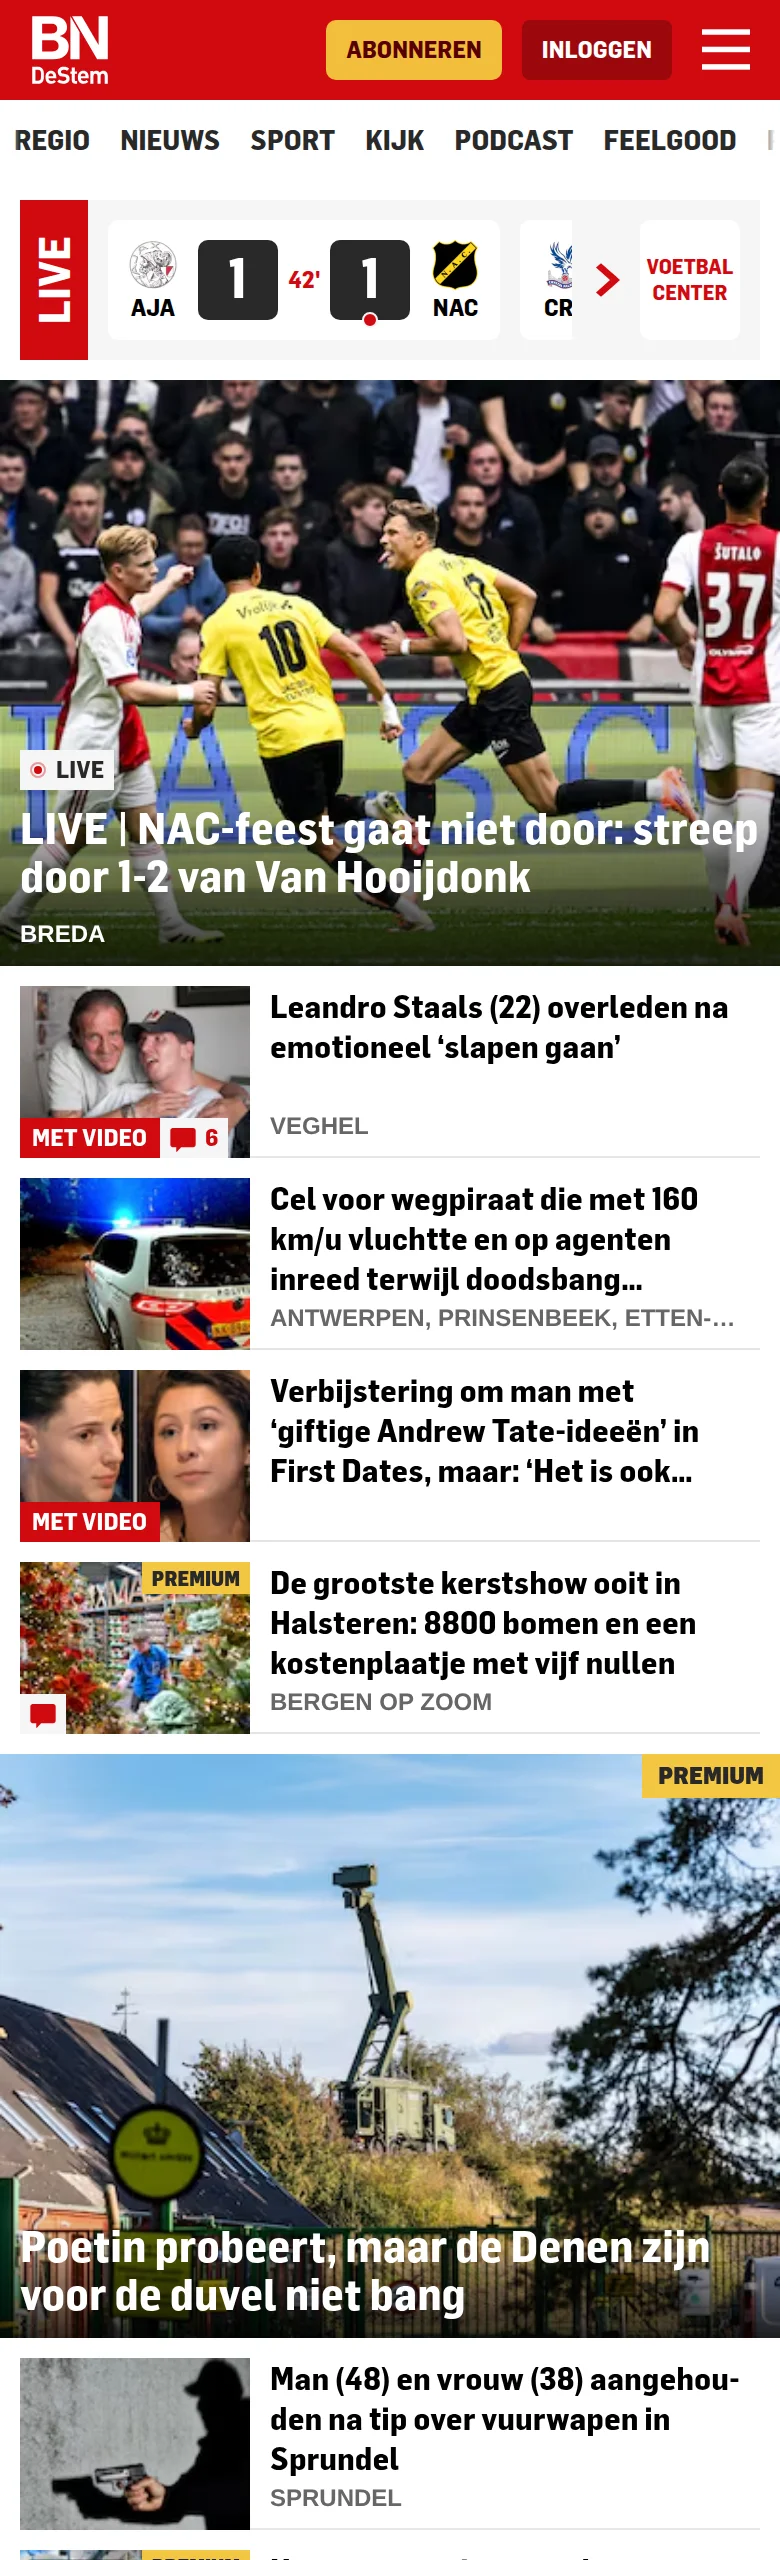 BN
DeStem
ABONNEREN
INLOGGEN
REGIO NIEUWS SPORT KIJK PODCAST FEELGOOD
LIVE
AJA
1
42'
1
NAC
CR
VOETBAL
CENTER
Vrolijk
10
ŠUTALO
37
LIVE
LIVE | NAC-feest gaat niet door: streep
door 1-2 van Van Hooijdonk
BREDA
Leandro Staals (22) overleden na
emotioneel ‘slapen gaan’
VEGHEL
MET VIDEO
6
Cel voor wegpiraat die met 160
km/u vluchtte en op agenten
inreed terwijl doodsbang...
ANTWERPEN, PRINSENBEEK, ETTEN-...
Verbijstering om man met
‘giftige Andrew Tate-ideeën’ in
First Dates, maar: ‘Het is ook...
MET VIDEO
PREMIUM
De grootste kerstshow ooit in
Halsteren: 8800 bomen en een
kostenplaatje met vijf nullen
BERGEN OP ZOOM
PREMIUM
Poetin probeert, maar de Denen zijn
voor de duvel niet bang
Man (48) en vrouw (38) aangehou-
den na tip over vuurwapen in
Sprundel
SPRUNDEL